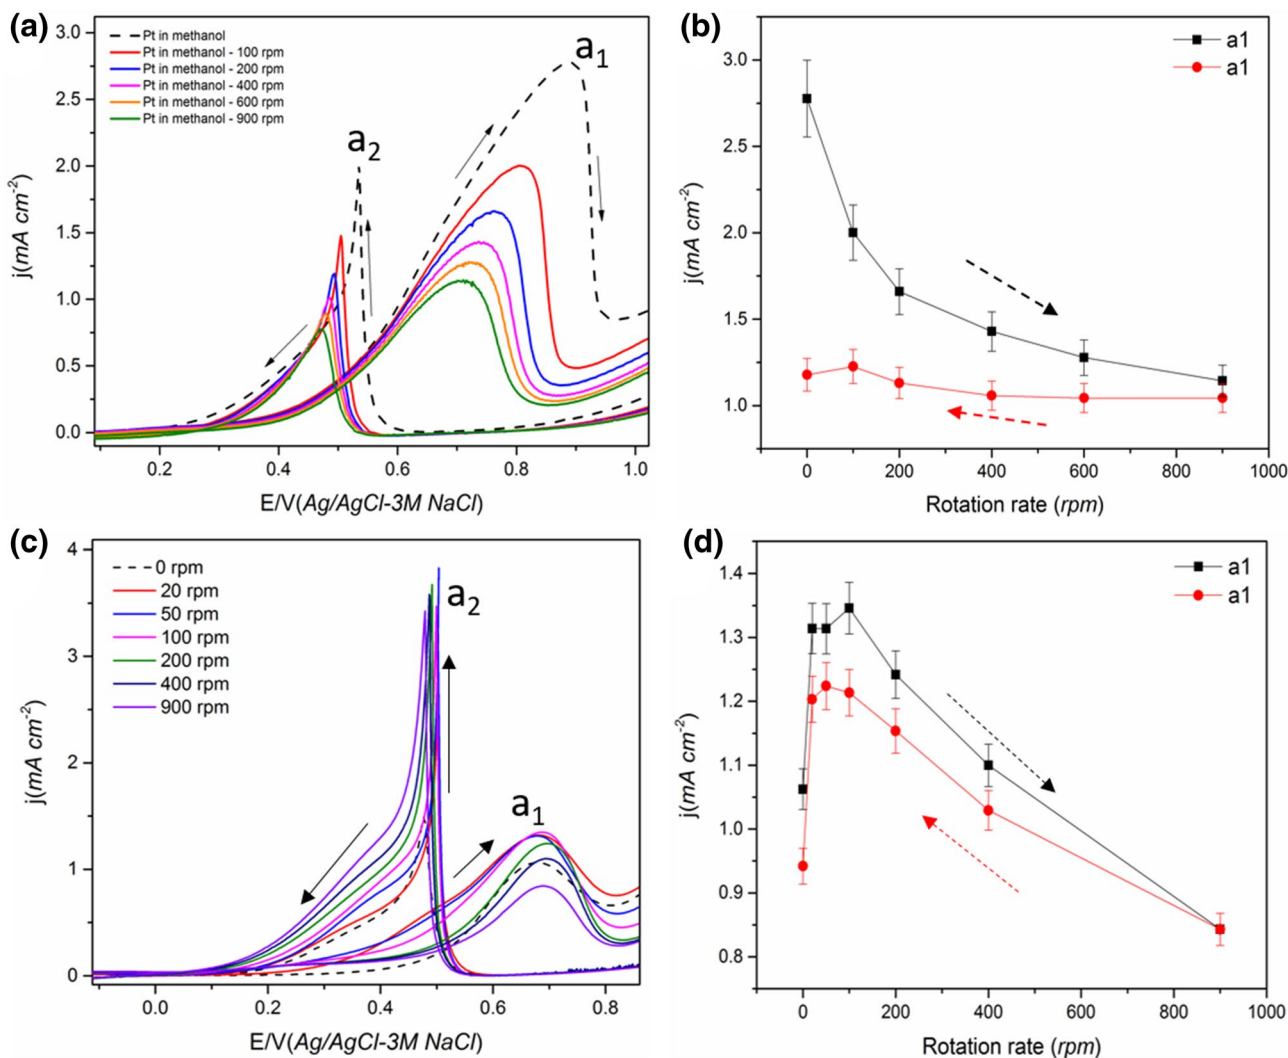 (a)
3.0
2.5
2.0
1.5
1.0
0.5
0.0
j(mA cm-2)
Pt in methanol
Pt in methanol - 100 rpm
Pt in methanol - 200 rpm
Pt in methanol - 400 rpm
Pt in methanol - 600 rpm
Pt in methanol - 900 rpm
a1
a2
0.2 0.4 0.6 0.8 1.0
E/V(Ag/AgCl-3M NaCl)
(b)
3.0
2.5
2.0
1.5
1.0
j(mA cm-2)
a1
a1
0 200 400 600 800 1000
Rotation rate (rpm)
(c)
4
3
2
1
0
j(mA cm-2)
0 rpm
20 rpm
50 rpm
100 rpm
200 rpm
400 rpm
900 rpm
a2
a1
0.0 0.2 0.4 0.6 0.8
E/V(Ag/AgCl-3M NaCl)
(d)
1.4
1.3
1.2
1.1
1.0
0.9
0.8
j(mA cm-2)
a1
a1
0 200 400 600 800 1000
Rotation rate (rpm)